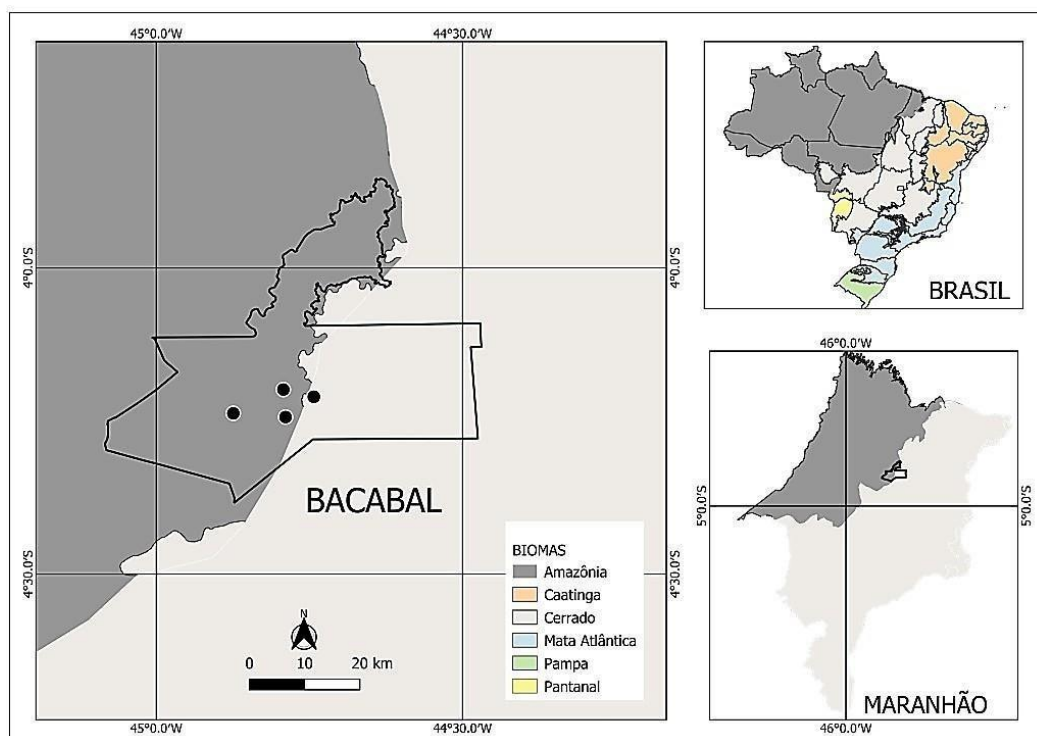 45°0.0'W
44°30.0'W
4°0.0'S
4°0.0'S
4°30.0'S
4°30.0'S
BACABAL
BIOMAS
Amazônia
Caatinga
Cerrado
Mata Atlântica
Pampa
Pantanal
N
0 10 20 km
45°0.0'W
44°30.0'W
BRASIL
46°0.0'W
5°0.0'S
5°0.0'S
MARANHÃO
46°0.0'W